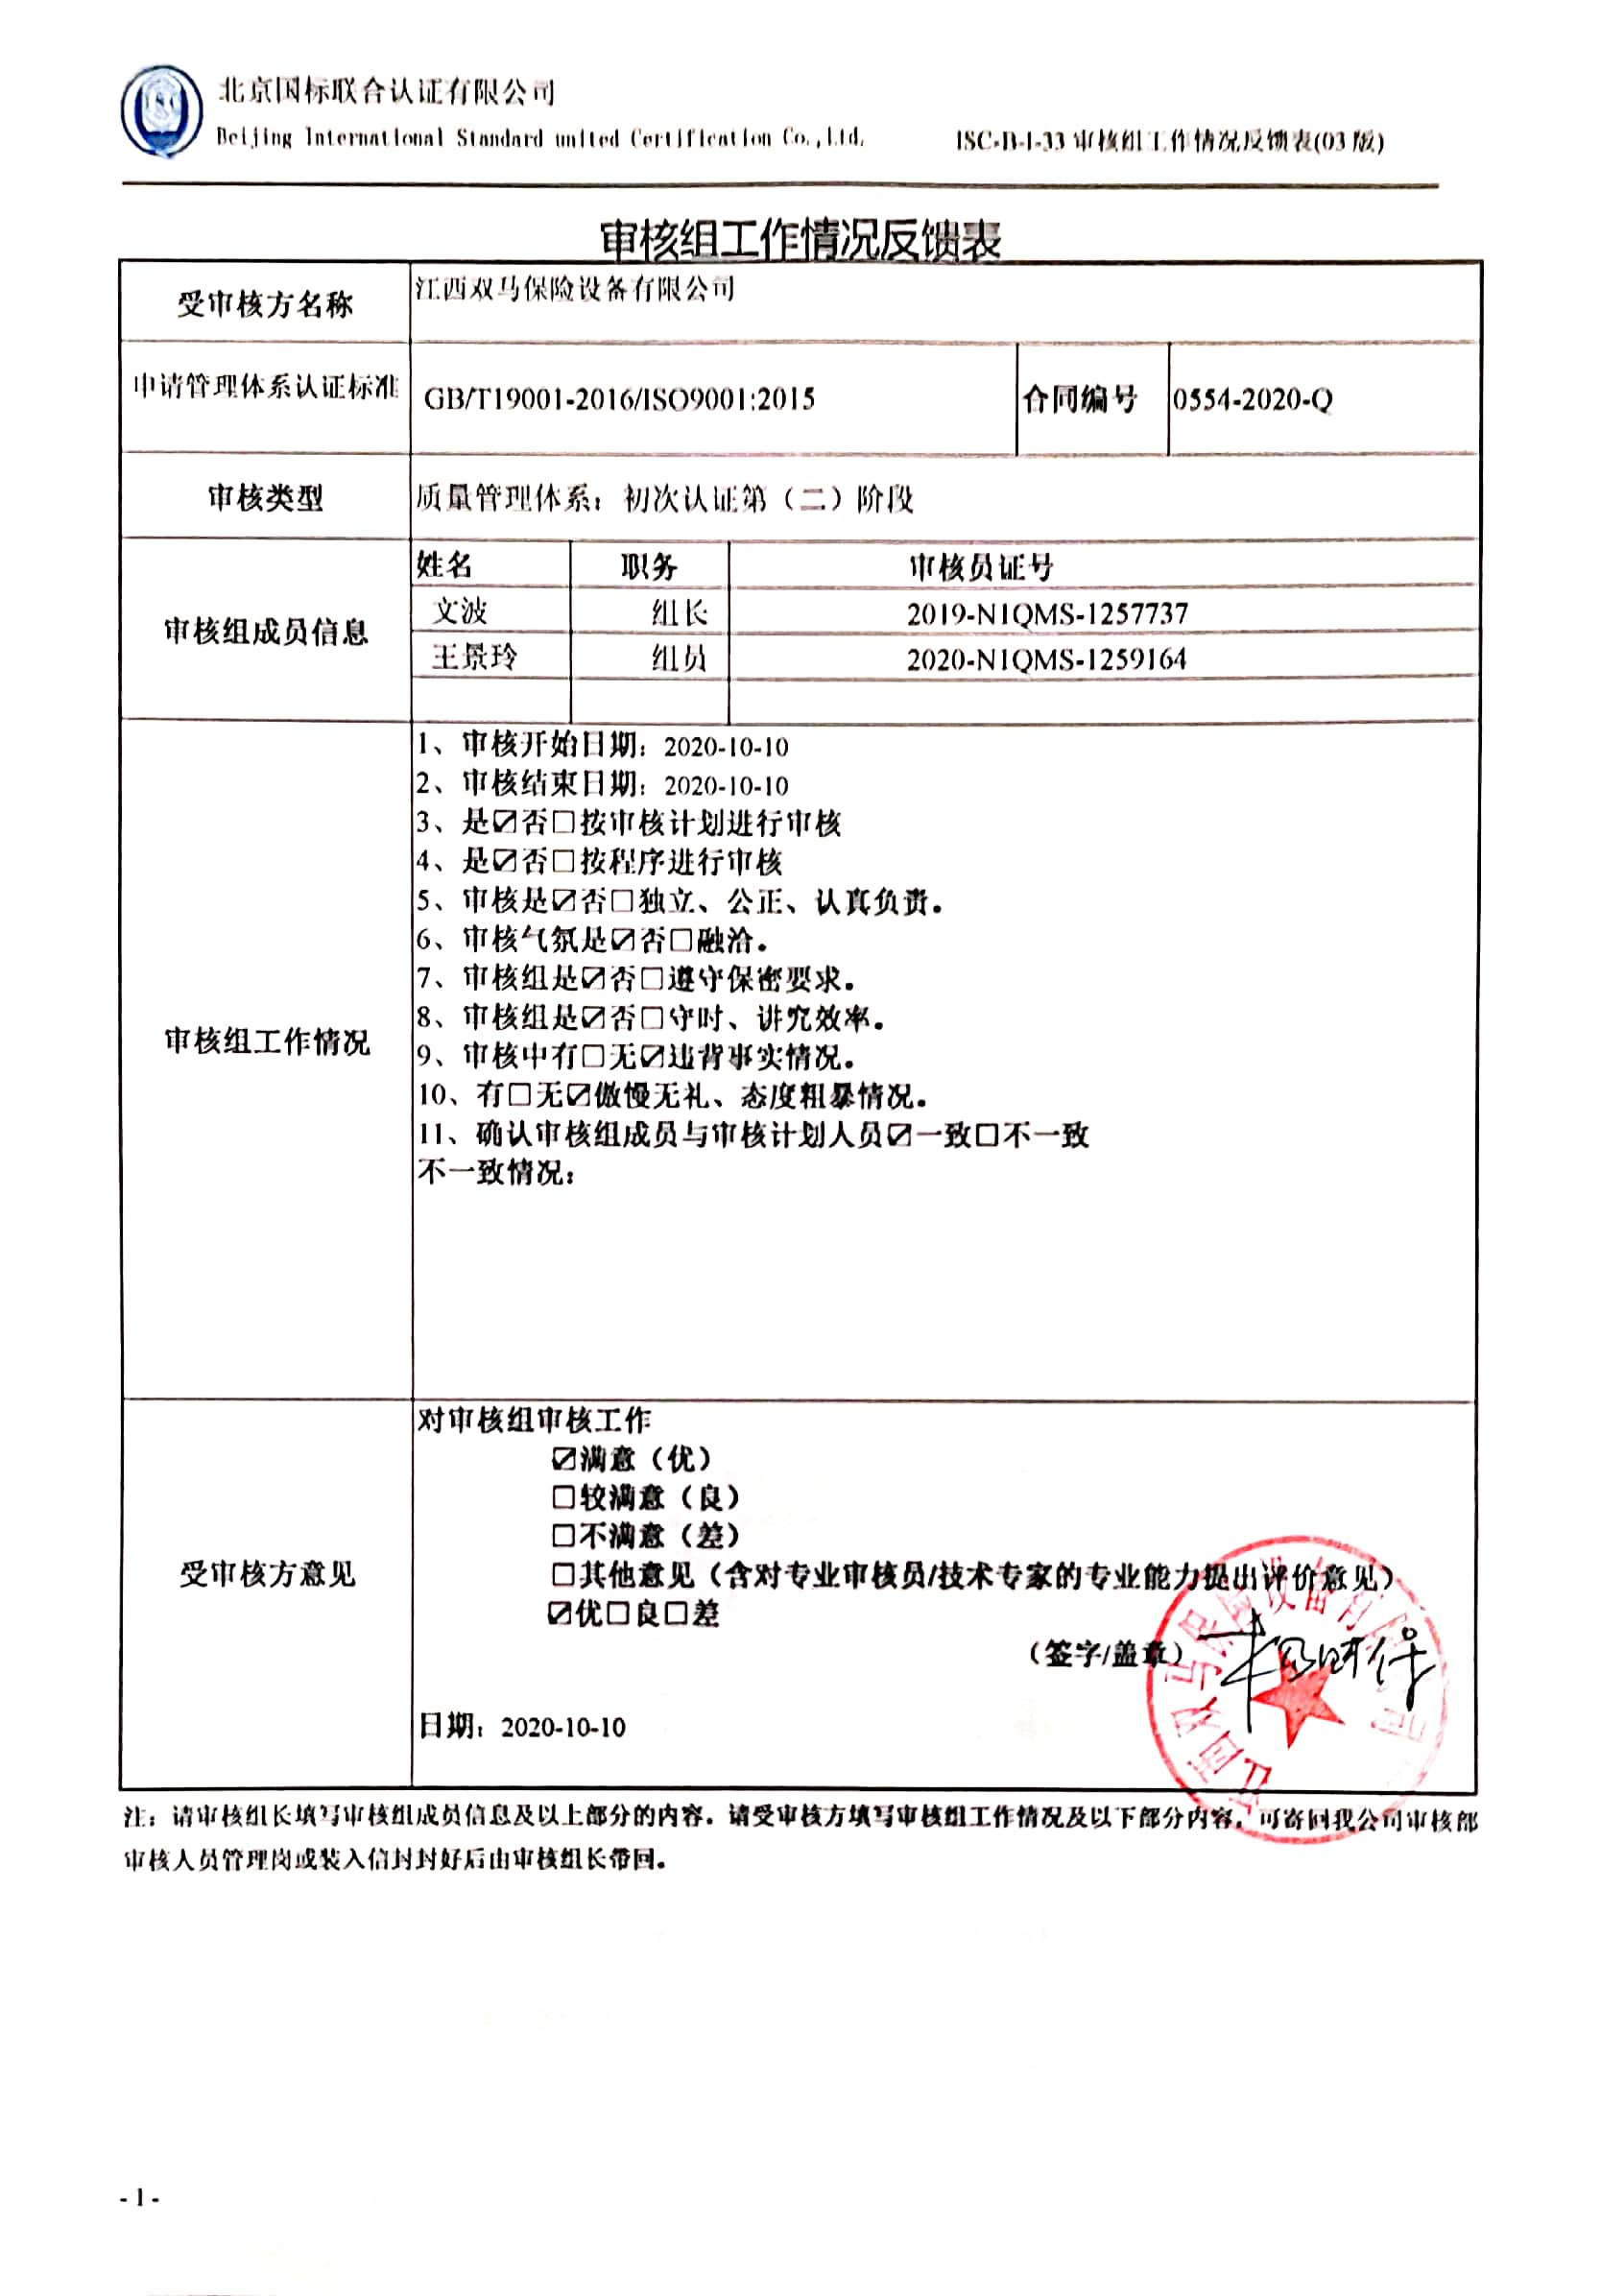 北京国标联合认证有限公司
Beijing International Standard united Certification Co.,Ltd.
ISC-B-I-33 审核组工作情况反馈表(03 版)
审核组工作情况反馈表
受审核方名称 江西双马保险设备有限公司
申请管理体系认证标准 GB/T19001-2016/ISO9001:2015 合同编号 0554-2020-Q
审核类型 质量管理体系：初次认证第（二）阶段
审核组成员信息
姓名 职务 审核员证号
文波 组长 2019-N1QMS-1257737
王景玲 组员 2020-N1QMS-1259164
审核组工作情况
1、审核开始日期：2020-10-10
2、审核结束日期：2020-10-10
3、是☑否□按审核计划进行审核
4、是☑否□按程序进行审核
5、审核是☑否□独立、公正、认真负责。
6、审核气氛是☑否□融洽。
7、审核组是☑否□遵守保密要求。
8、审核组是☑否□守时、讲究效率。
9、审核中有□无☑违背事实情况。
10、有□无☑傲慢无礼、态度粗暴情况。
11、确认审核组成员与审核计划人员☑一致□不一致
不一致情况：
受审核方意见
对审核组审核工作
☑满意（优）
□较满意（良）
□不满意（差）
□其他意见（含对专业审核员/技术专家的专业能力提出评价意见）
☑优□良□差
（签字/盖章）
日期：2020-10-10
注：请审核组长填写审核组成员信息及以上部分的内容。请受审核方填写审核组工作情况及以下部分内容。可寄回我公司审核部
审核人员管理岗或装入信封封好后由审核组长带回。
- 1 -